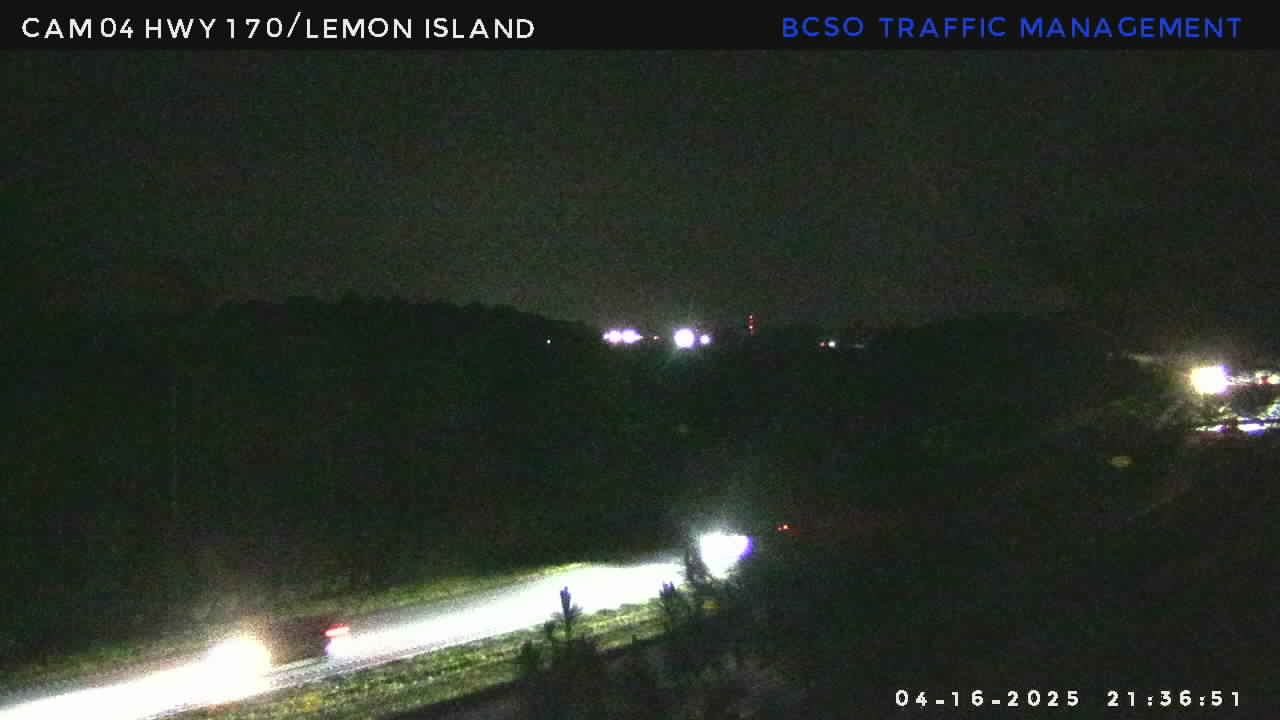 CAM04 HWY 170/LEMON ISLAND
BCSO TRAFFIC MANAGEMENT
04-16-2025 21:36:51